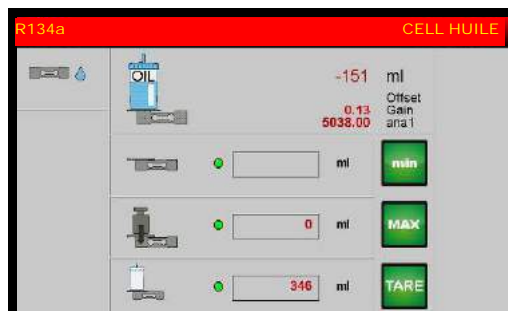 R134a CELL HUILE
OIL
-151 ml
Offset
0.13 Gain
5038.00 ana1
ml min
0 ml MAX
346 ml TARE